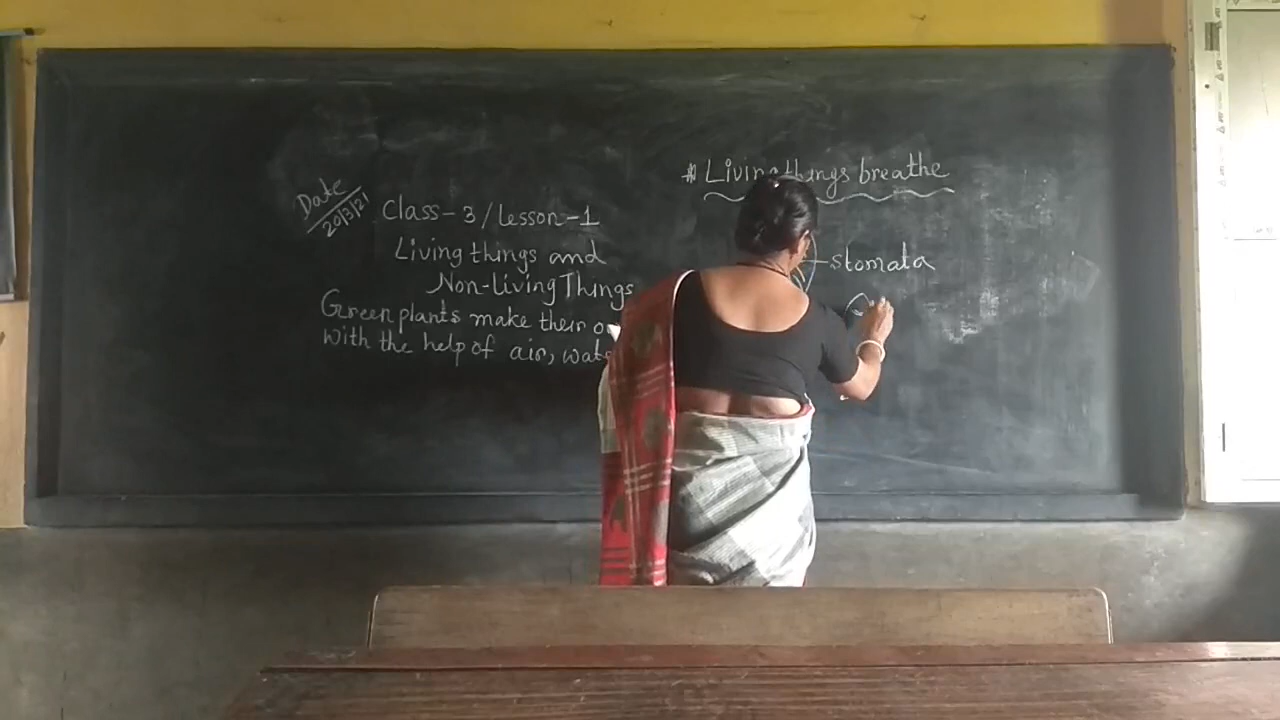 Date
20/3/21
Class-3/Lesson-1
Living things and
Non-Living Things
Green plants make their
with the help of air,
# Living things breathe
stomata